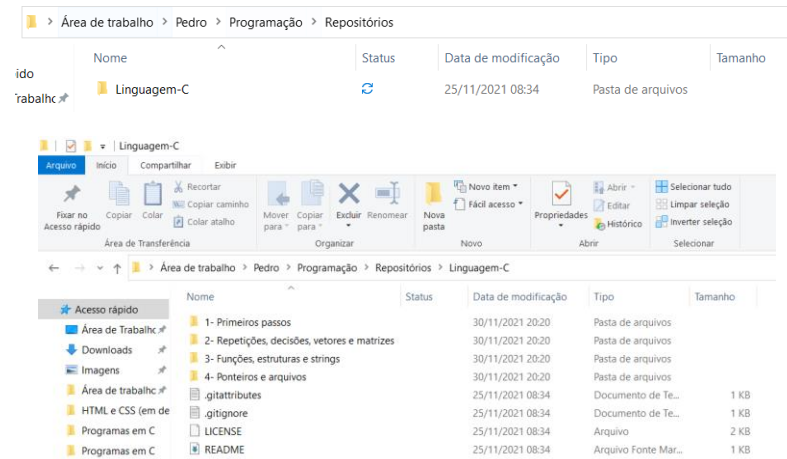 Área de trabalho > Pedro > Programação > Repositórios
Nome Status Data de modificação Tipo Tamanho
ido
Trabalho
Linguagem-C 25/11/2021 08:34 Pasta de arquivos
Linguagem-C
Arquivo Início Compartilhar Exibir
Fixar no Acesso rápido
Copiar
Colar
Recortar
Copiar caminho
Colar atalho
Mover para
Copiar para
Excluir
Renomear
Nova pasta
Novo item
Fácil acesso
Propriedades
Abrir
Editar
Histórico
Selecionar tudo
Limpar seleção
Inverter seleção
Área de Transferência Organizar Novo Abrir Selecionar
Área de trabalho > Pedro > Programação > Repositórios > Linguagem-C
Nome Status Data de modificação Tipo Tamanho
Acesso rápido
Área de Trabalho
Downloads
Imagens
Área de trabalho
HTML e CSS (em de
Programas em C
Programas em C
1- Primeiros passos 30/11/2021 20:20 Pasta de arquivos
2- Repetições, decisões, vetores e matrizes 30/11/2021 20:20 Pasta de arquivos
3- Funções, estruturas e strings 30/11/2021 20:20 Pasta de arquivos
4- Ponteiros e arquivos 30/11/2021 20:20 Pasta de arquivos
.gitattributes 25/11/2021 08:34 Documento de Te... 1 KB
.gitignore 25/11/2021 08:34 Documento de Te... 1 KB
LICENSE 25/11/2021 08:34 Arquivo 2 KB
README 25/11/2021 08:34 Arquivo Fonte Mar... 1 KB